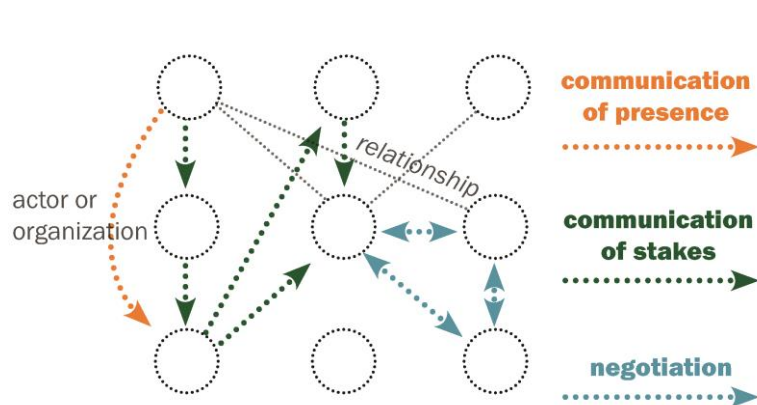 communication
of presence
relationship
actor or
organization
communication
of stakes
negotiation